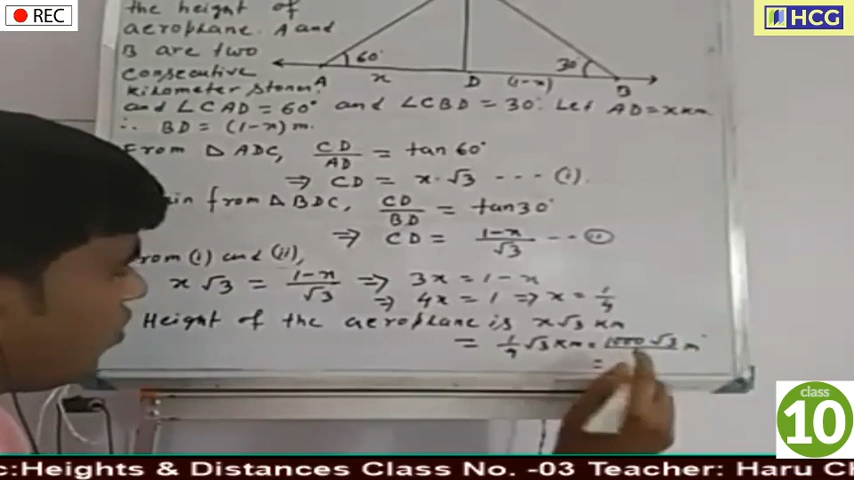 REC
HCG
the height of
aeroplane. A and
B are two
consecutive
kilometer stones.
60°
30°
A x D (1-x) B
and ∠CAD = 60° and ∠CBD = 30°. Let AD = x km
∴ BD = (1-x) m.
From △ ADC, CD/AD = tan 60°
⇒ CD = x·√3 --- (i).
from △ BDC, CD/BD = tan 30°
⇒ CD = (1-x)/√3 -- (ii)
From (i) and (ii),
x√3 = (1-x)/√3 ⇒ 3x = 1-x
⇒ 4x = 1 ⇒ x = 1/4
Height of the aeroplane is x√3 km
= 1/4 √3 km = 1000√3 m
=
class
10
c:Heights & Distances Class No. -03 Teacher: Haru Ch